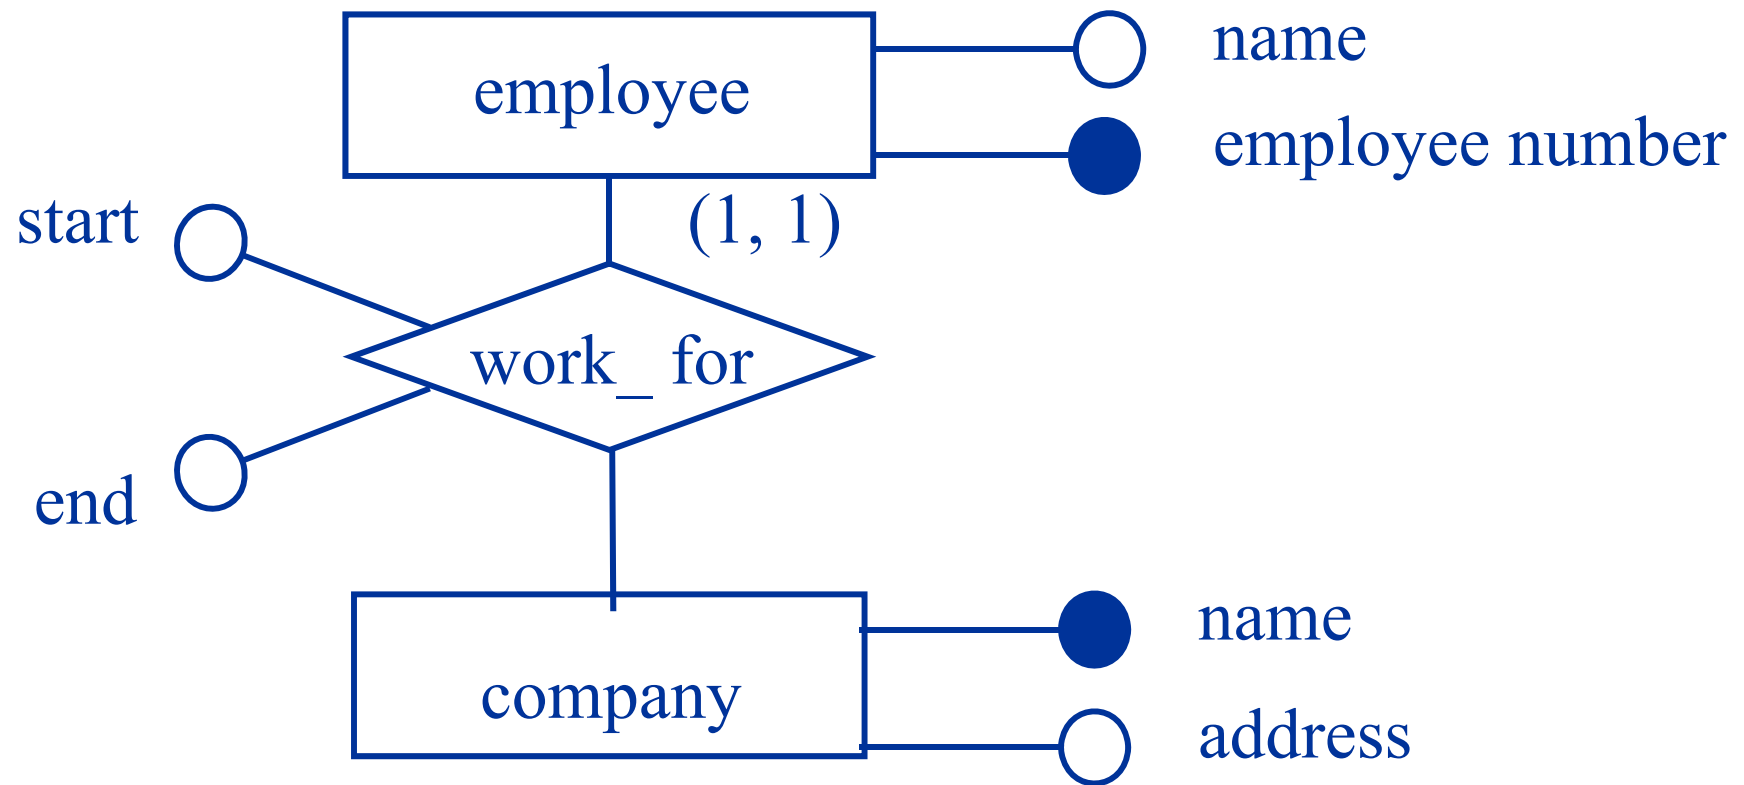 name
employee
employee number
start
(1, 1)
work_ for
end
name
company
address